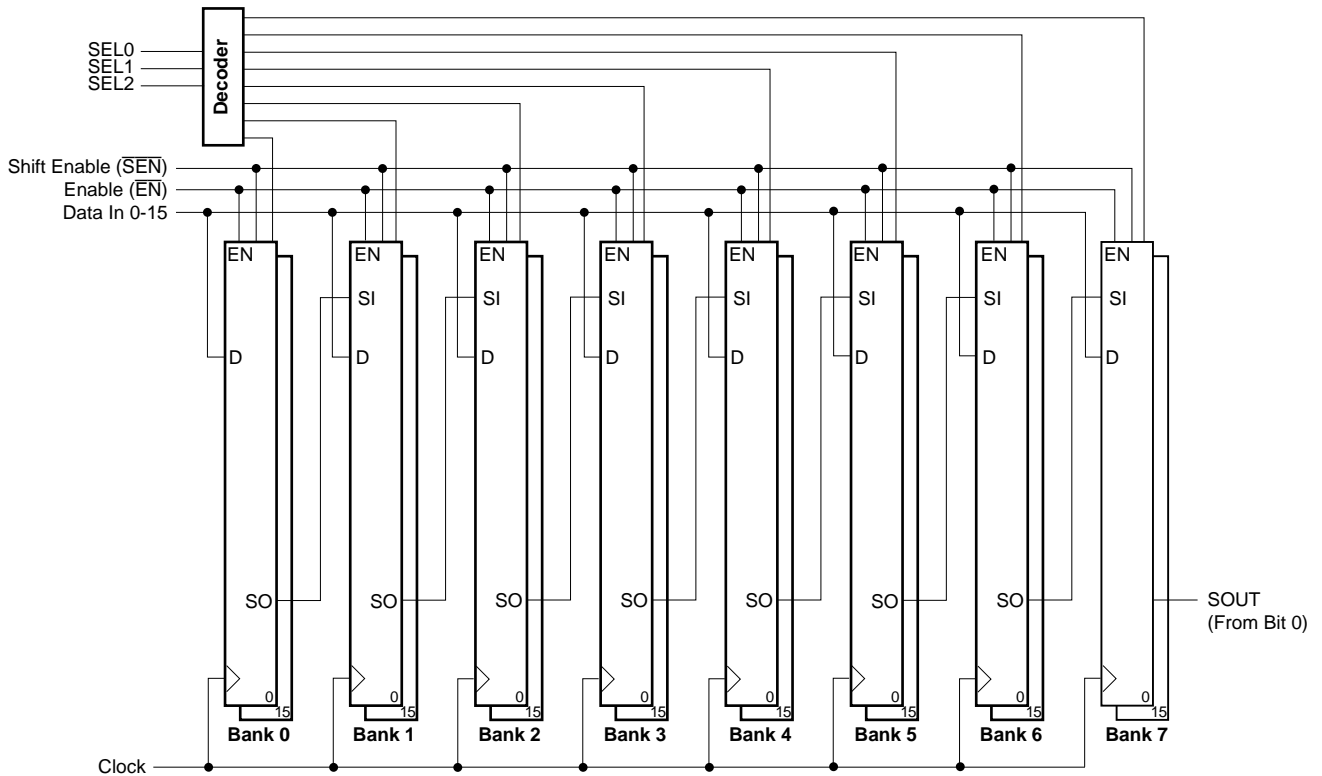 Decoder
SEL0
SEL1
SEL2
Shift Enable (SEN)
Enable (EN)
Data In 0-15
EN EN EN EN EN EN EN EN
SI SI SI SI SI SI SI
D D D D D D D D
SO SO SO SO SO SO SO
SOUT
(From Bit 0)
0 0 0 0 0 0 0 0
15 15 15 15 15 15 15 15
Bank 0 Bank 1 Bank 2 Bank 3 Bank 4 Bank 5 Bank 6 Bank 7
Clock